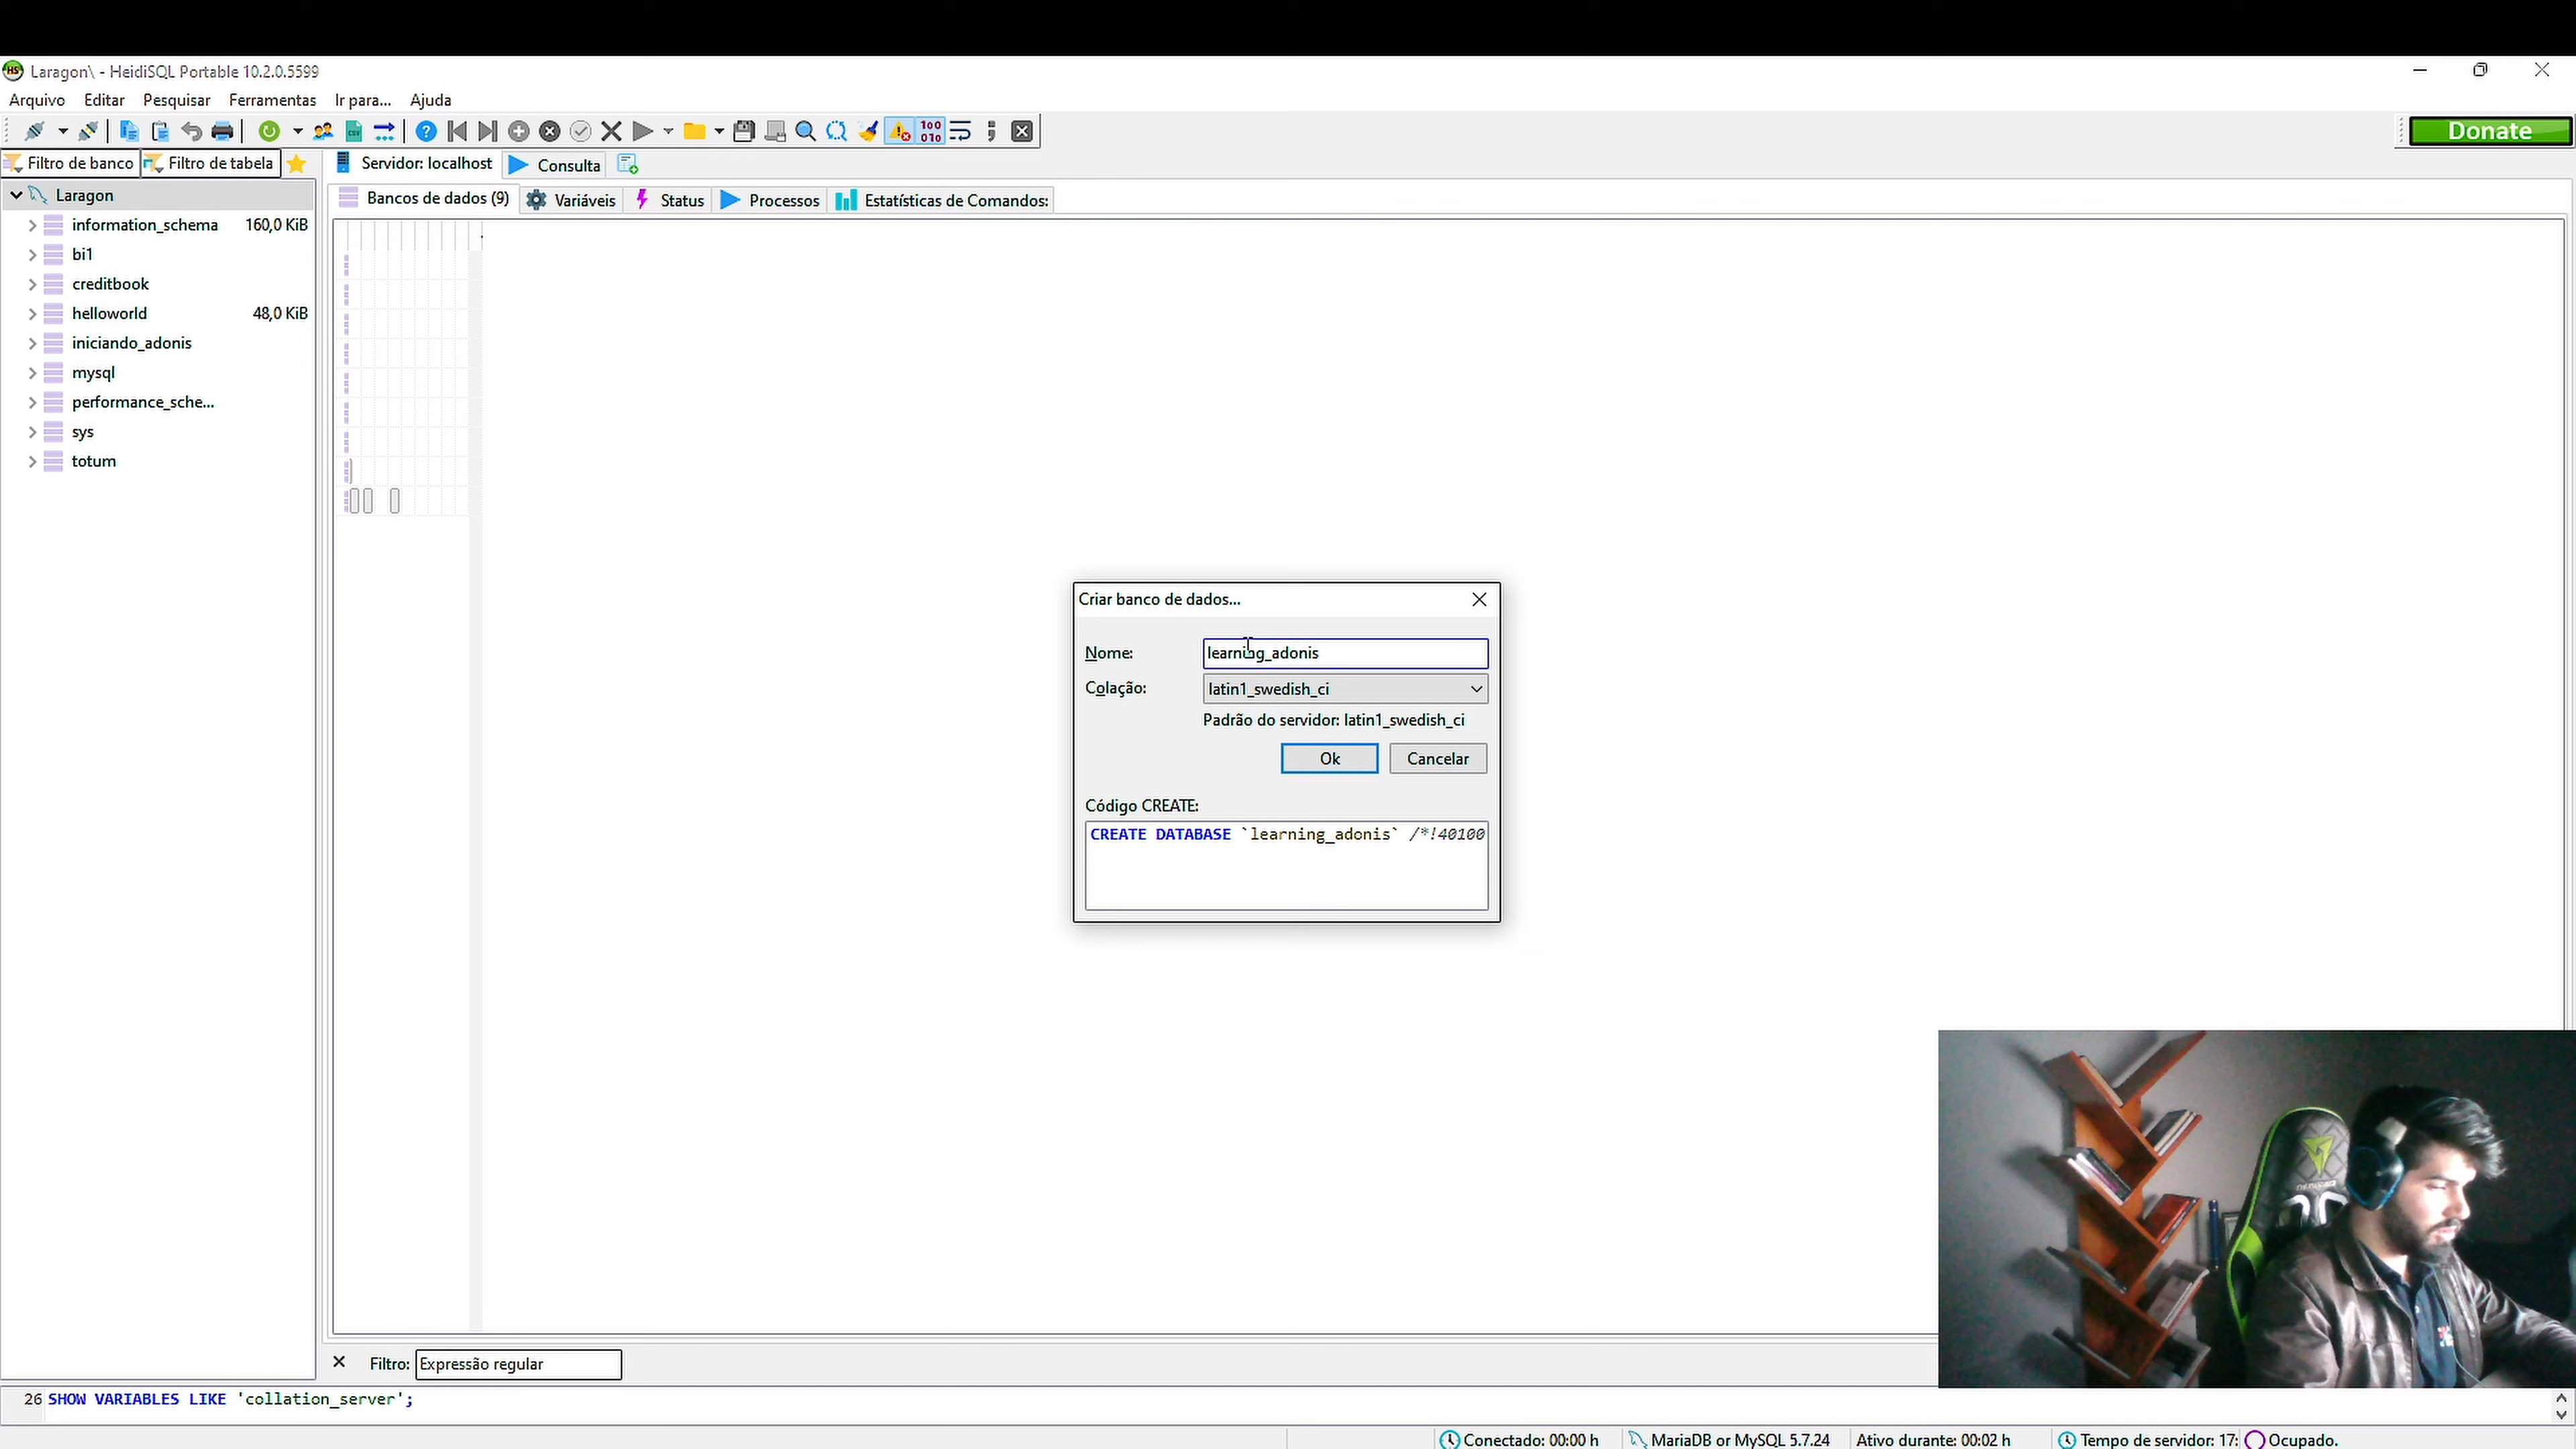 Laragon\ - HeidiSQL Portable 10.2.0.5599
Arquivo Editar Pesquisar Ferramentas Ir para... Ajuda
Donate
Filtro de banco Filtro de tabela
Servidor: localhost Consulta
Bancos de dados (9) Variáveis Status Processos Estatísticas de Comandos:
Laragon
information_schema 160,0 KiB
bi1
creditbook
helloworld 48,0 KiB
iniciando_adonis
mysql
performance_sche...
sys
totum
Criar banco de dados...
Nome: learning_adonis
Colação: latin1_swedish_ci
Padrão do servidor: latin1_swedish_ci
Ok Cancelar
Código CREATE:
CREATE DATABASE `learning_adonis` /*!40100
Filtro: Expressão regular
26 SHOW VARIABLES LIKE 'collation_server';
Conectado: 00:00 h MariaDB or MySQL 5.7.24 Ativo durante: 00:02 h Tempo de servidor: 17: Ocupado.